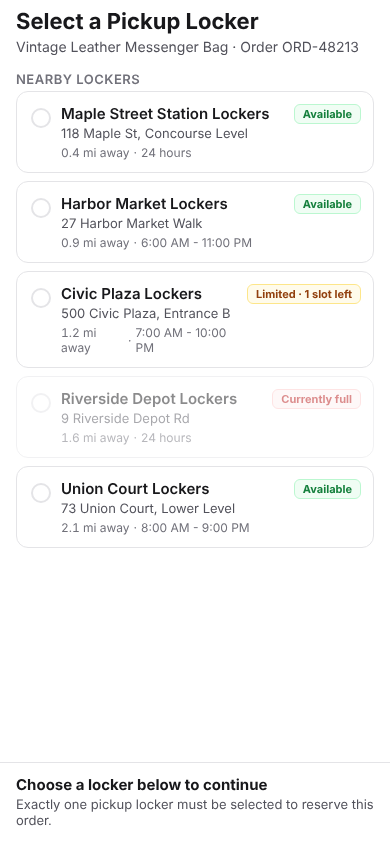 Select a Pickup Locker
Vintage Leather Messenger Bag · Order ORD-48213
NEARBY LOCKERS
Maple Street Station Lockers
Available
118 Maple St, Concourse Level
0.4 mi away · 24 hours
Harbor Market Lockers
Available
27 Harbor Market Walk
0.9 mi away · 6:00 AM - 11:00 PM
Civic Plaza Lockers
Limited · 1 slot left
500 Civic Plaza, Entrance B
1.2 mi away · 7:00 AM - 10:00 PM
Riverside Depot Lockers
Currently full
9 Riverside Depot Rd
1.6 mi away · 24 hours
Union Court Lockers
Available
73 Union Court, Lower Level
2.1 mi away · 8:00 AM - 9:00 PM
Choose a locker below to continue
Exactly one pickup locker must be selected to reserve this
order.